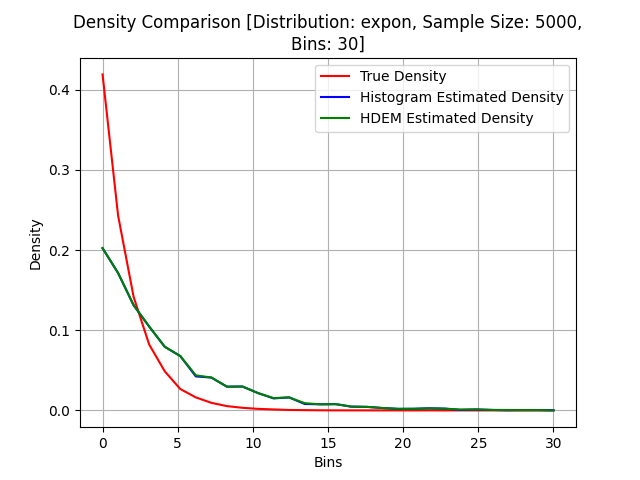 Density Comparison [Distribution: expon, Sample Size: 5000,
Bins: 30]
True Density
Histogram Estimated Density
HDEM Estimated Density
Density
0.4
0.3
0.2
0.1
0.0
0
5
10
15
20
25
30
Bins